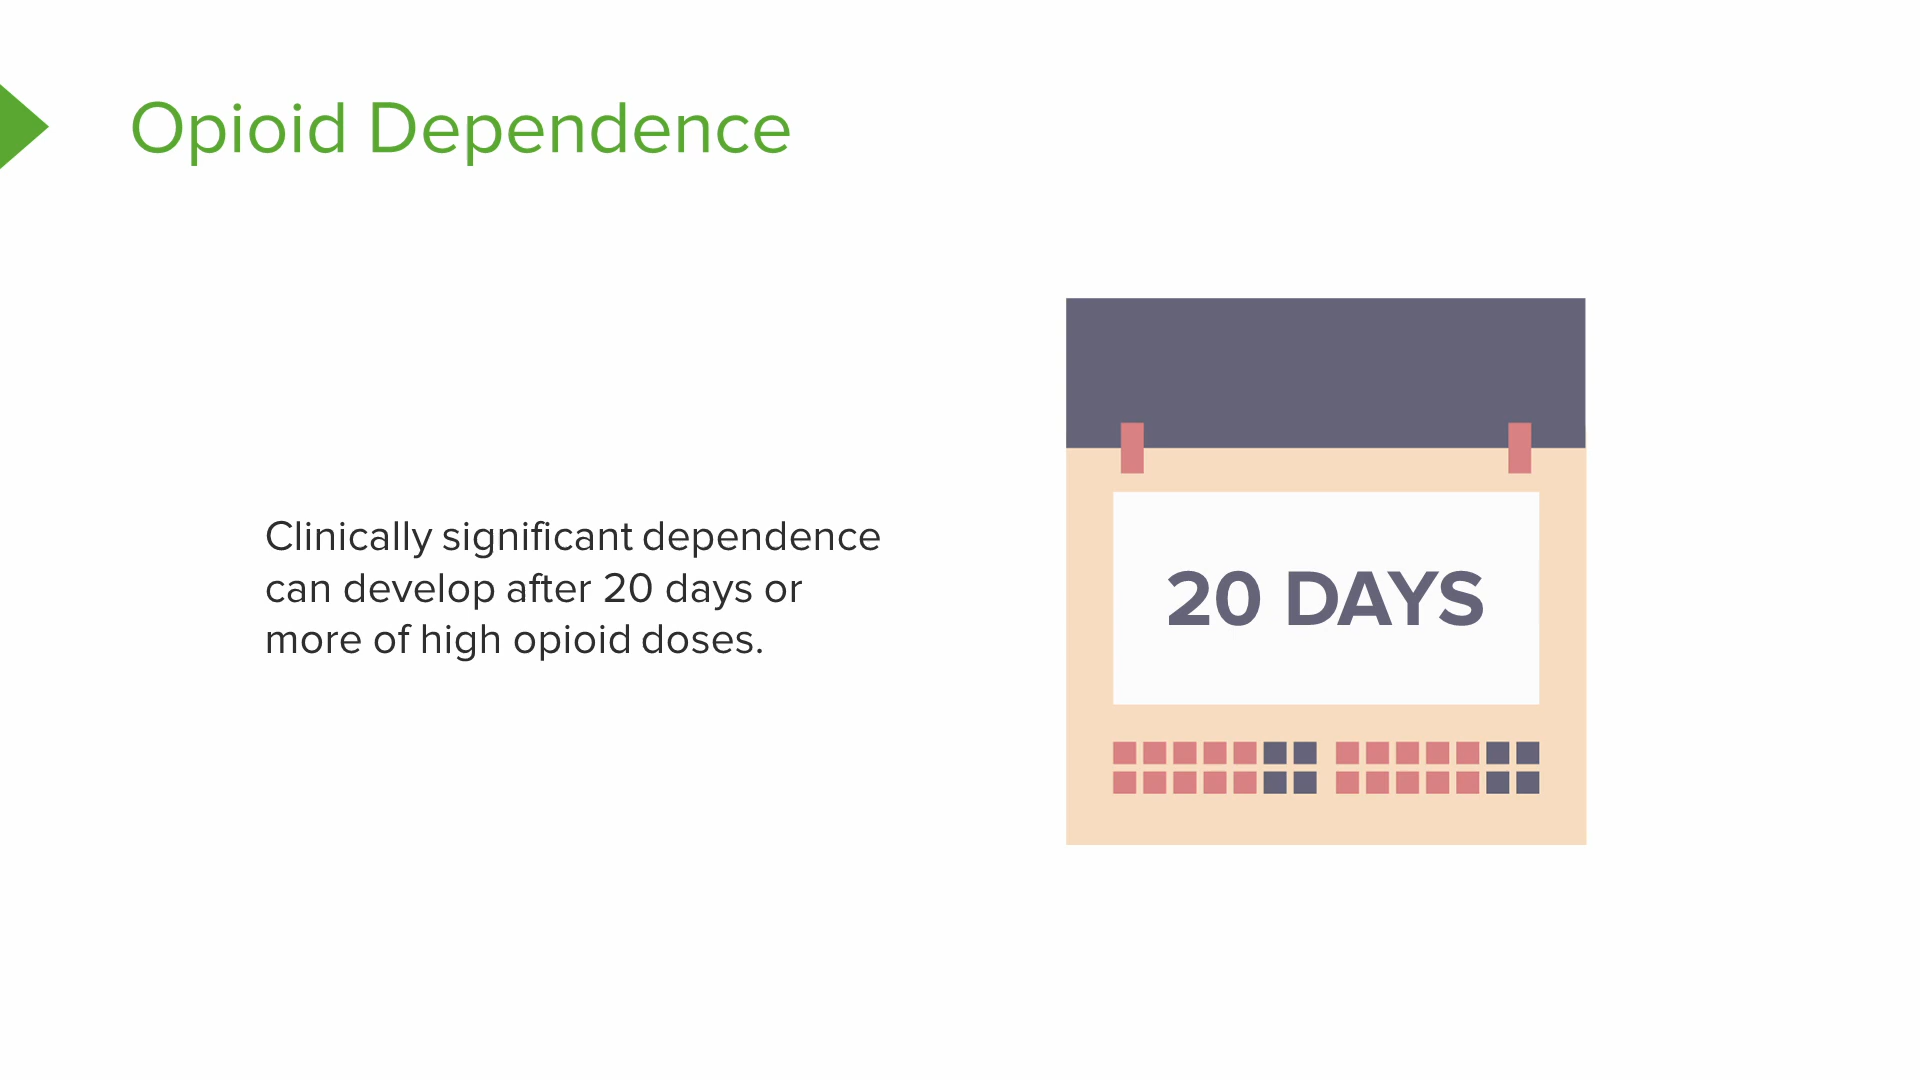 Opioid Dependence
Clinically significant dependence
can develop after 20 days or
more of high opioid doses.
20 DAYS